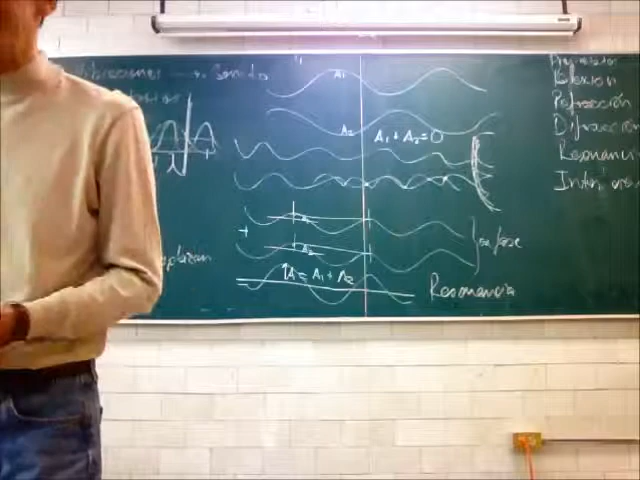 Vibraciones → Sonido
A₁
A₂
A₁ + A₂ = 0
A₁
+
A₂
en fase
↑A = A₁ + A₂
Resonancia
Propagación
Reflexión
Refracción
Difracción
Resonancia